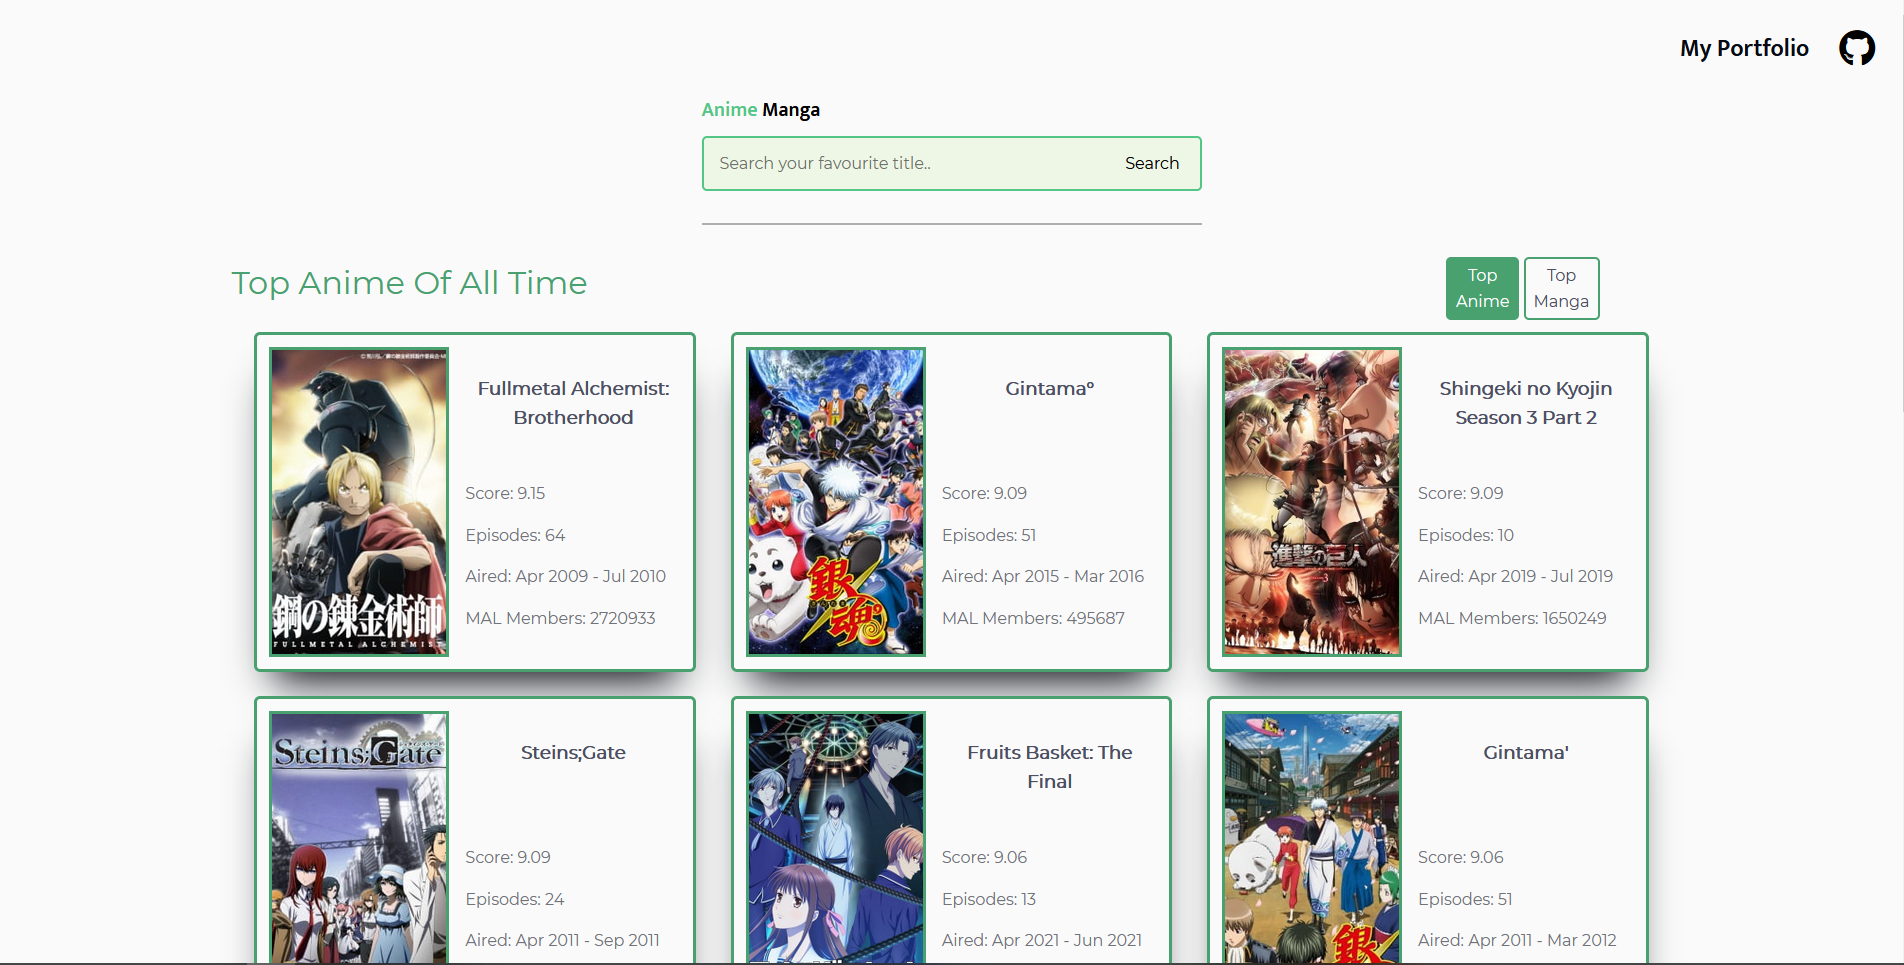 My Portfolio
Anime Manga
Search your favourite title.. Search
Top Anime Of All Time
Top
Anime
Top
Manga
鋼の錬金術師
FULLMETAL ALCHEMIST
Fullmetal Alchemist:
Brotherhood
Score: 9.15
Episodes: 64
Aired: Apr 2009 - Jul 2010
MAL Members: 2720933
銀魂
Gintama°
Score: 9.09
Episodes: 51
Aired: Apr 2015 - Mar 2016
MAL Members: 495687
進撃の巨人
Shingeki no Kyojin
Season 3 Part 2
Score: 9.09
Episodes: 10
Aired: Apr 2019 - Jul 2019
MAL Members: 1650249
Steins;Gate
Steins;Gate
Score: 9.09
Episodes: 24
Aired: Apr 2011 - Sep 2011
Fruits Basket: The
Final
Score: 9.06
Episodes: 13
Aired: Apr 2021 - Jun 2021
Gintama'
Score: 9.06
Episodes: 51
Aired: Apr 2011 - Mar 2012